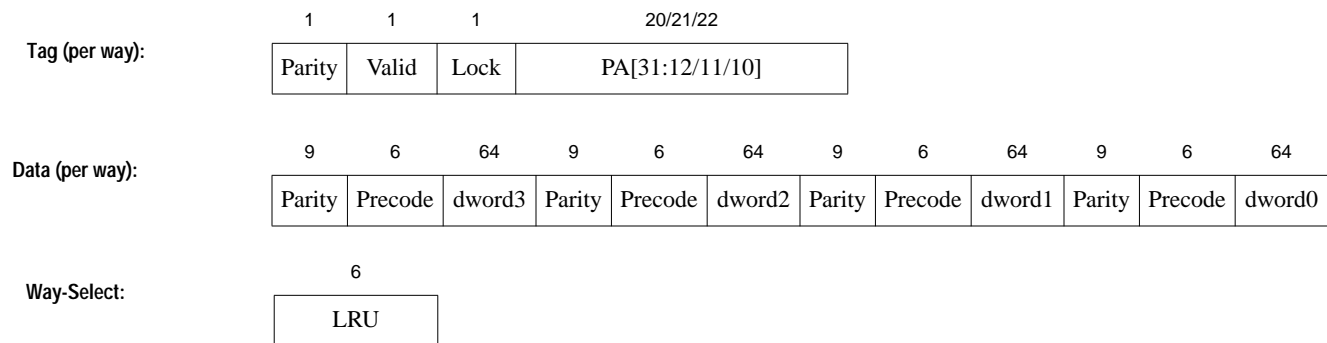 1 1 1 20/21/22
Tag (per way):
Parity Valid Lock PA[31:12/11/10]
9 6 64 9 6 64 9 6 64 9 6 64
Data (per way):
Parity Precode dword3 Parity Precode dword2 Parity Precode dword1 Parity Precode dword0
6
Way-Select:
LRU